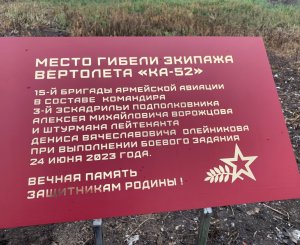 МЕСТО ГИБЕЛИ ЭКИПАЖА
ВЕРТОЛЕТА «КА-52»
15-Й БРИГАДЫ АРМЕЙСКОЙ АВИАЦИИ
В СОСТАВЕ КОМАНДИРА
3-Й ЭСКАДРИЛЬИ ПОДПОЛКОВНИКА
АЛЕКСЕЯ МИХАЙЛОВИЧА ВОРОЖЦОВА
И ШТУРМАНА ЛЕЙТЕНАНТА
ДЕНИСА ВЯЧЕСЛАВОВИЧА ОЛЕЙНИКОВА
ПРИ ВЫПОЛНЕНИИ БОЕВОГО ЗАДАНИЯ
24 ИЮНЯ 2023 ГОДА.
ВЕЧНАЯ ПАМЯТЬ
ЗАЩИТНИКАМ РОДИНЫ!